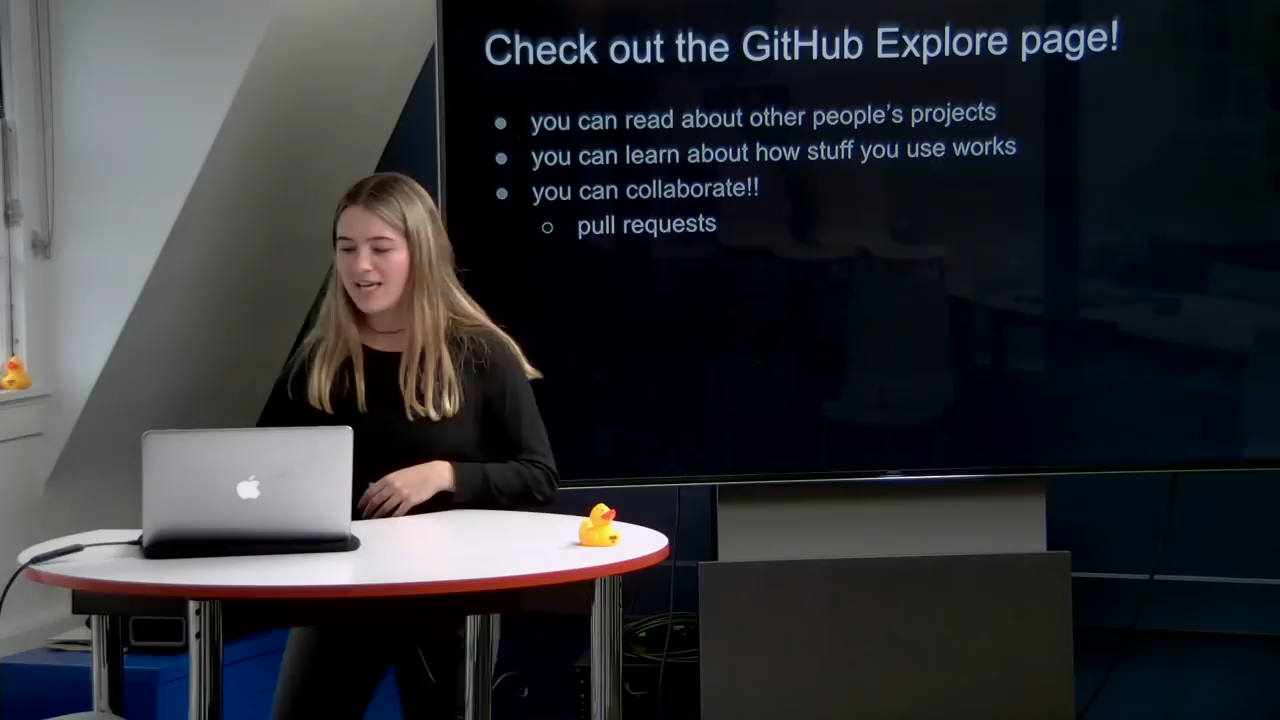 Check out the GitHub Explore page!
you can read about other people's projects
you can learn about how stuff you use works
you can collaborate!!
pull requests